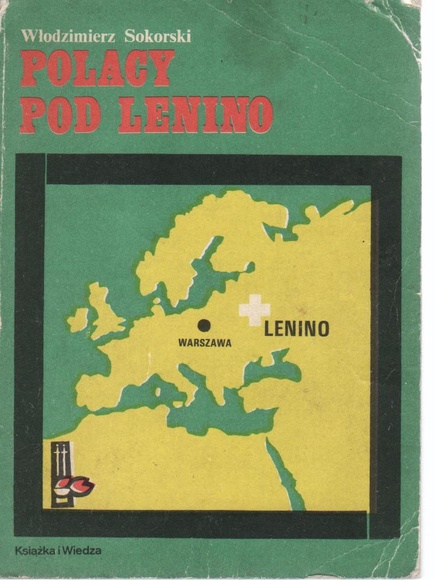 Włodzimierz Sokorski
POLACY
POD LENINO
LENINO
WARSZAWA
Książka i Wiedza